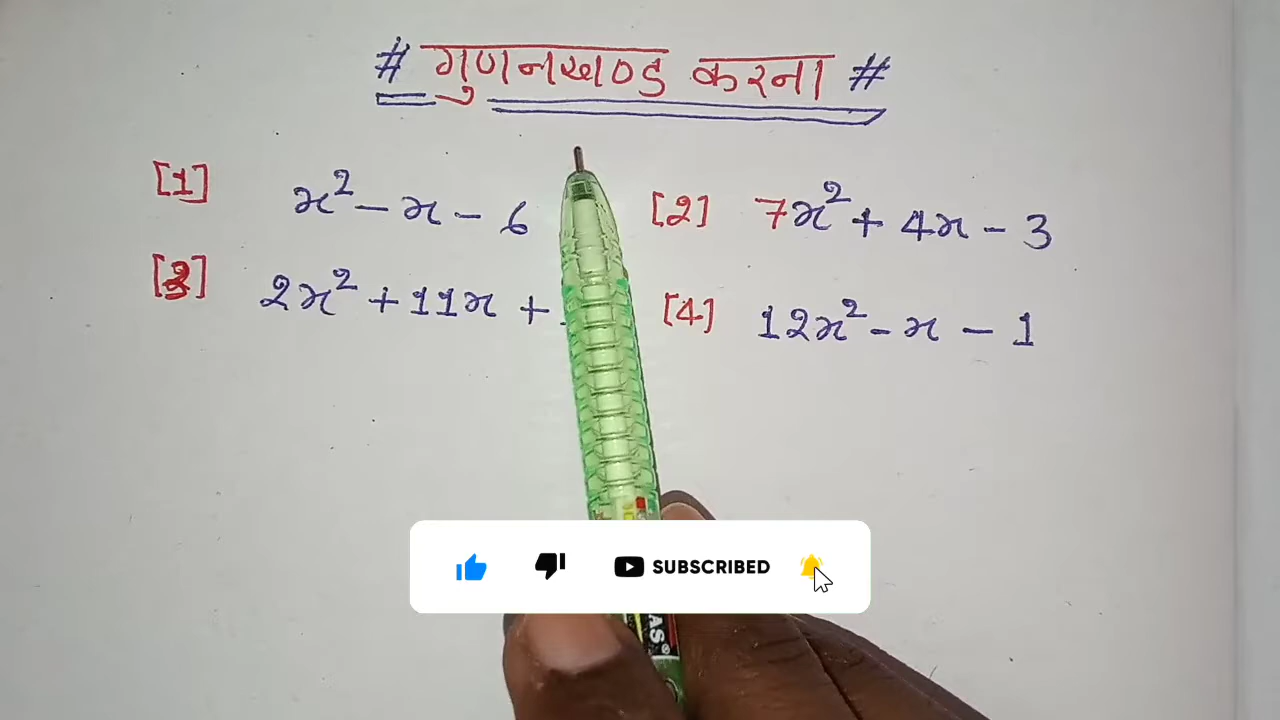 # गुणनखण्ड करना #
[1] x² - x - 6 [2] 7x² + 4x - 3
[3] 2x² + 11x + [4] 12x² - x - 1
SUBSCRIBED